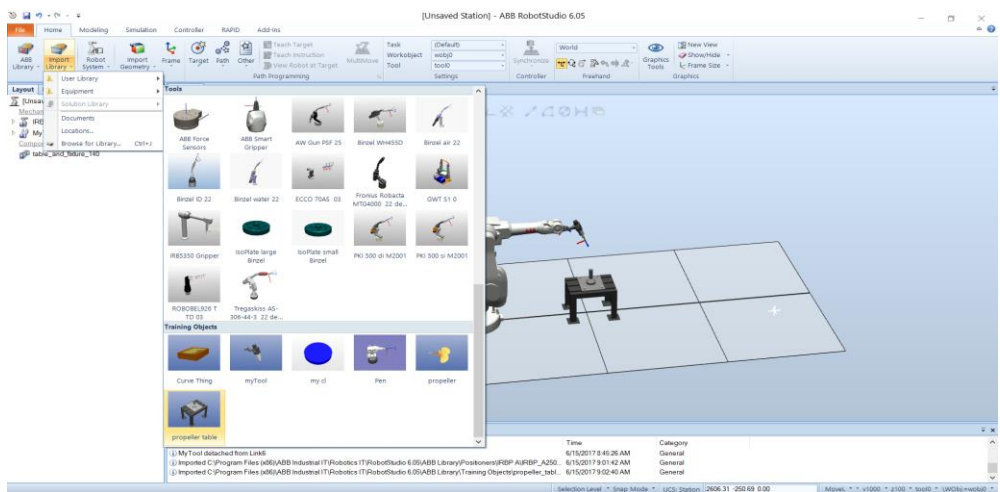 [Unsaved Station] - ABB RobotStudio 6.05
File Home Modeling Simulation Controller RAPID Add-Ins
ABB Library
Import Library
Robot System
Import Geometry
Frame
Target
Path
Other
Teach Target
Teach Instruction
View Robot at Target
MultiMove
Path Programming
Task (Default)
Workobject wobj0
Tool tool0
Settings
Synchronize
Controller
World
Freehand
Graphics Tools
New View
Show/Hide
Frame Size
Graphics
Layout
[Unsa
Mechan
IRB
My
Compo
table_and_fixture_140
User Library
Equipment
Solution Library
Documents
Locations...
Browse for Library... Ctrl+J
Tools
ABB Force Sensors
ABB Smart Gripper
AW Gun PSF 25
Binzel WH455D
Binzel air 22
Binzel ID 22
Binzel water 22
ECCO 70AS 03
Fronius Robacta MTG4000 22 de...
GWT S1 0
IRB5350 Gripper
IsoPlate large Binzel
IsoPlate small Binzel
PKI 500 di M2001
PKI 500 si M2001
ROBOBEL926 T TD 03
Tregaskiss AS-306-44-3 22 de...
Training Objects
Curve Thing
myTool
my cl
Pen
propeller
propeller table
Time Category
MyTool detached from Link6 6/15/2017 8:45:26 AM General
Imported C:\Program Files (x86)\ABB Industrial IT\Robotics IT\RobotStudio 6.05\ABB Library\Positioners\IRBP A\IRBP_A250... 6/15/2017 9:01:42 AM General
Imported C:\Program Files (x86)\ABB Industrial IT\Robotics IT\RobotStudio 6.05\ABB Library\Training Objects\propeller_tabl... 6/15/2017 9:02:40 AM General
Selection Level Snap Mode UCS: Station 2606.31 -250.69 0.00 MoveL * v1000 z100 tool0 \WObj:=wobj0